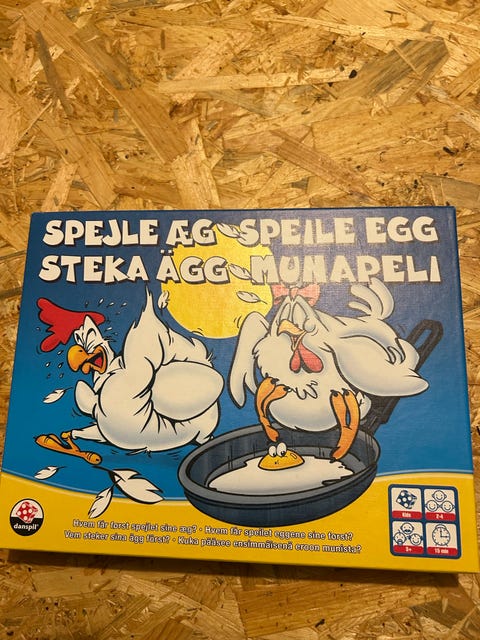 SPEJLE ÆG SPEILE EGG
STEKA ÄGG MUNAPELI
Hvem får først spejlet sine æg? · Hvem får speilet eggene sine først?
Vem steker sina ägg först? · Kuka pääsee ensimmäisenä eroon munista?
danspil
Kids
2-4
5+
15 min